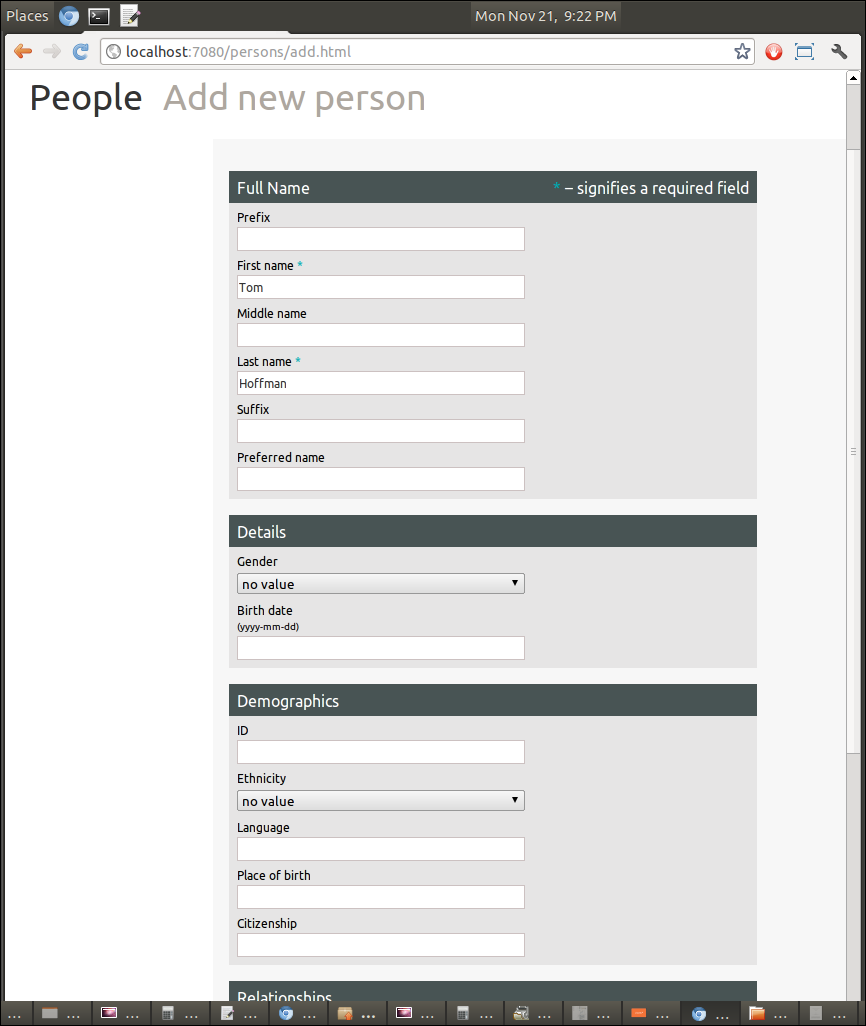 Places
Mon Nov 21, 9:22 PM
localhost:7080/persons/add.html
People Add new person
Full Name * – signifies a required field
Prefix
First name *
Tom
Middle name
Last name *
Hoffman
Suffix
Preferred name
Details
Gender
no value
Birth date
(yyyy-mm-dd)
Demographics
ID
Ethnicity
no value
Language
Place of birth
Citizenship
Relationships
... ... ... ... ... ... ... ... ... ... ... ... ... ... ...